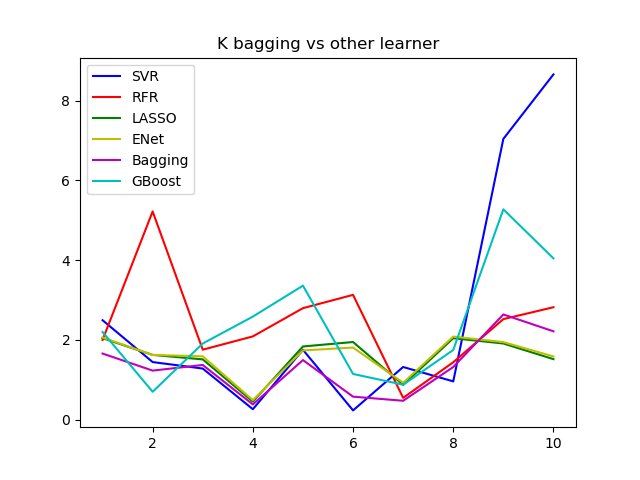 K bagging vs other learner
SVR
RFR
LASSO
ENet
Bagging
GBoost
8
6
4
2
0
2 4 6 8 10